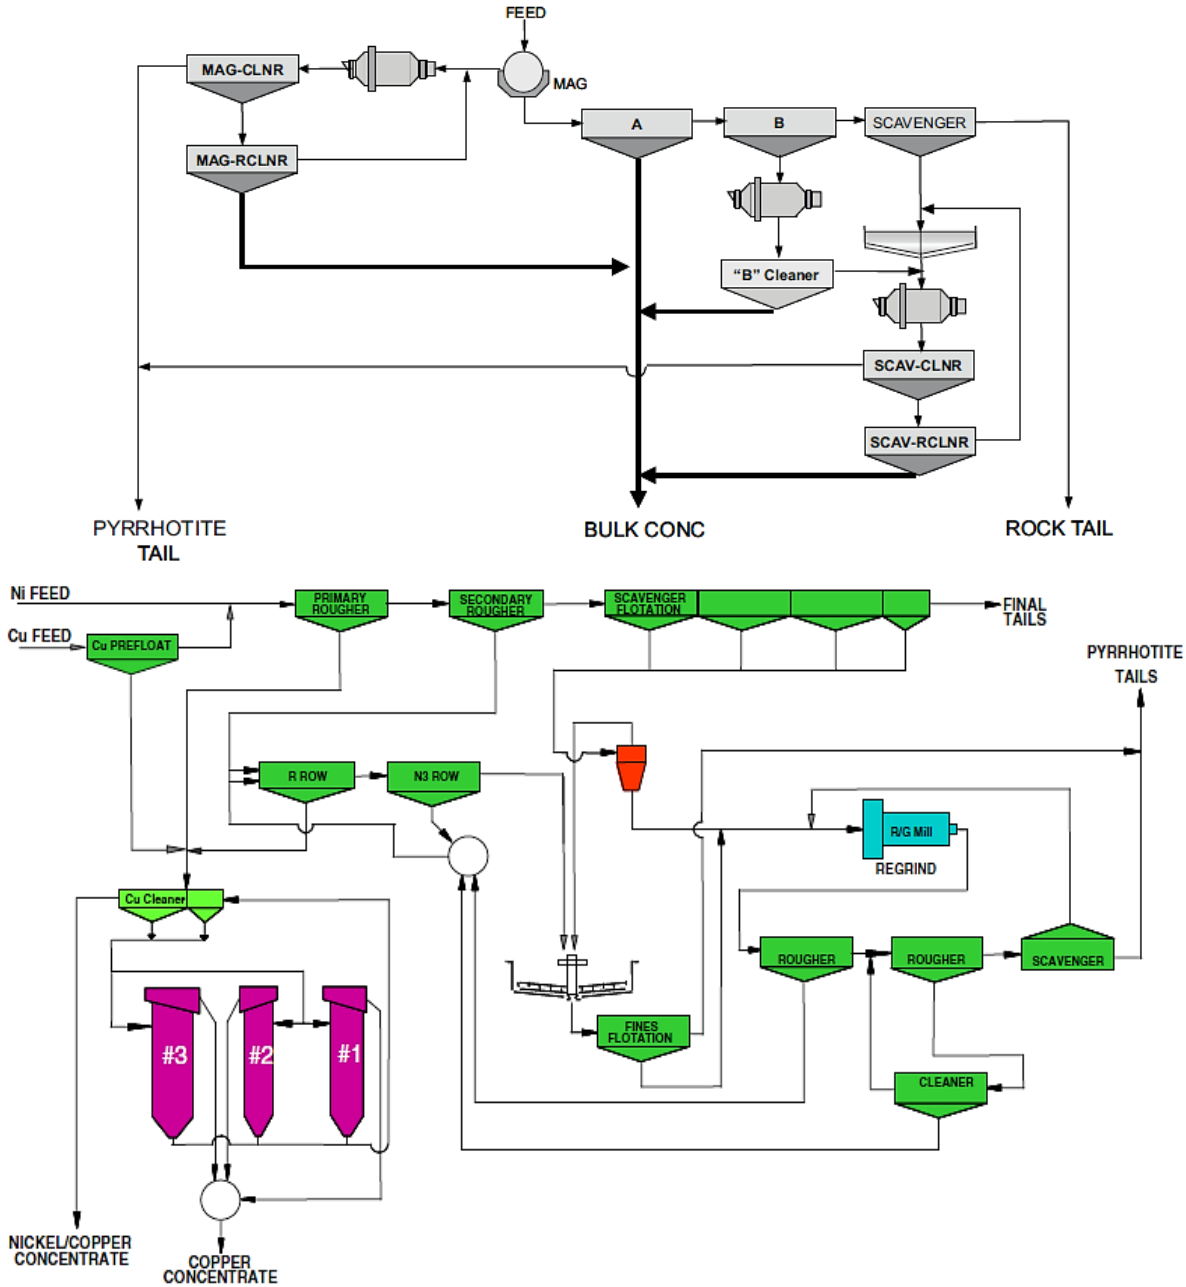 FEED
MAG-CLNR
MAG
A
B
SCAVENGER
MAG-RCLNR
“B” Cleaner
SCAV-CLNR
SCAV-RCLNR
PYRRHOTITE
TAIL
BULK CONC
ROCK TAIL
Ni FEED
PRIMARY
ROUGHER
SECONDARY
ROUGHER
SCAVENGER
FLOTATION
FINAL
TAILS
Cu FEED
Cu PREFLOAT
PYRRHOTITE
TAILS
R ROW
N3 ROW
R/G Mill
REGRIND
Cu Cleaner
ROUGHER
ROUGHER
SCAVENGER
FINES
FLOTATION
#3
#2
#1
CLEANER
NICKEL/COPPER
CONCENTRATE
COPPER
CONCENTRATE